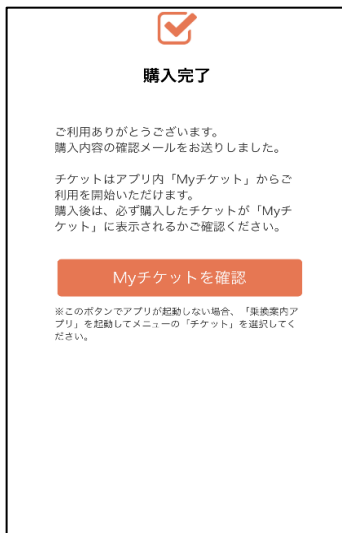 購入完了
ご利用ありがとうございます。
購入内容の確認メールをお送りしました。
チケットはアプリ内「Myチケット」からご
利用を開始いただけます。
購入後は、必ず購入したチケットが「Myチ
ケット」に表示されるかご確認ください。
Myチケットを確認
※このボタンでアプリが起動しない場合、「乗換案内ア
プリ」を起動してメニューの「チケット」を選択してく
ださい。